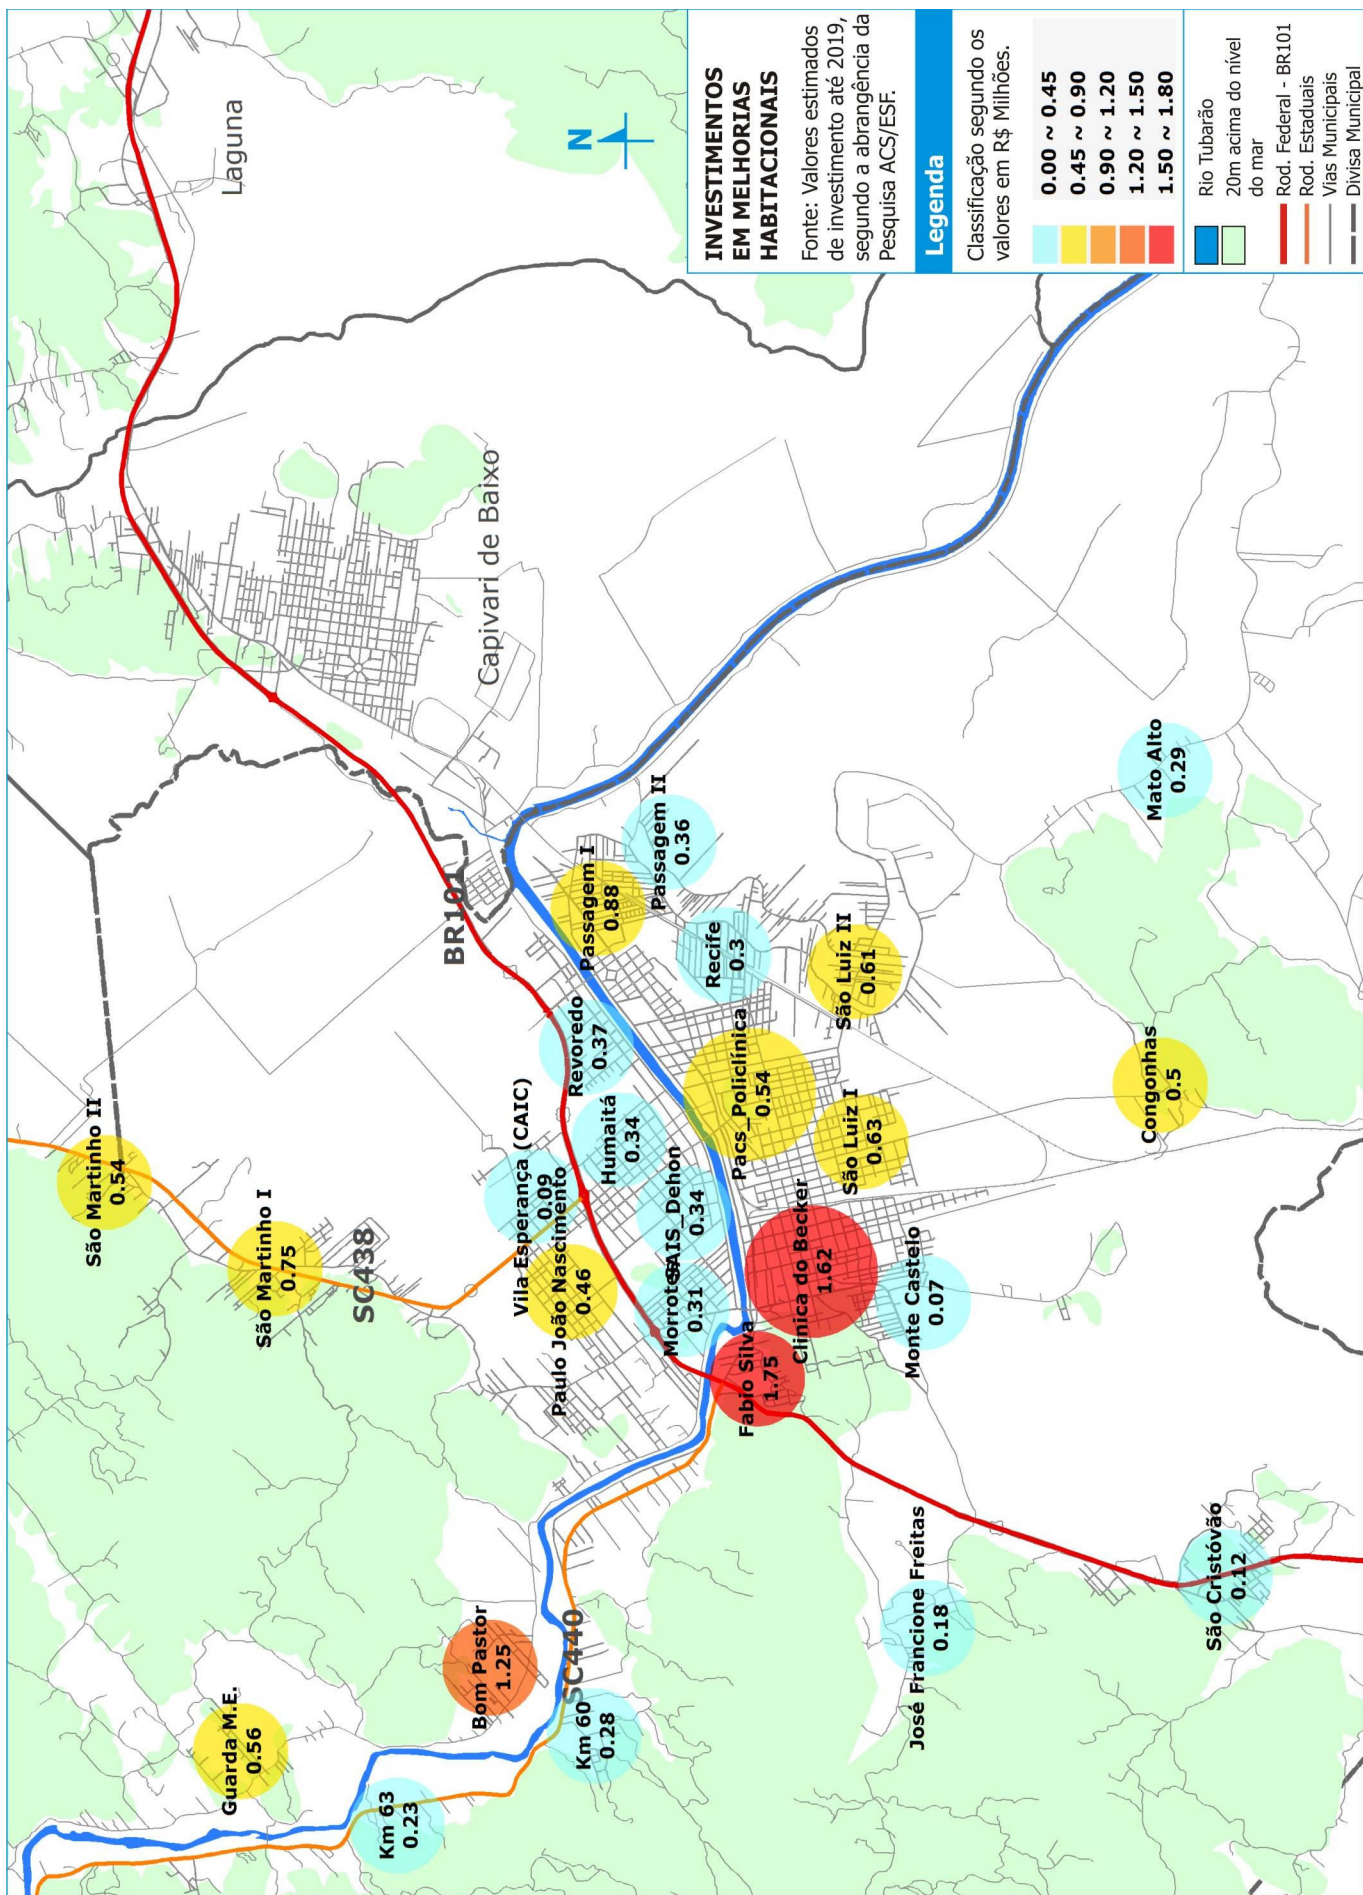 Laguna
Capivari de Baixo
BR101
SC438
SC440
N
São Martinho II
0.54
São Martinho I
0.75
Vila Esperança (CAIC)
0.09
Paulo João Nascimento
0.46
Revoredo
0.37
Humaitá
0.34
SAIS_Dehon
0.34
Morrotes
0.31
Passagem I
0.88
Passagem II
0.36
Recife
0.3
São Luiz II
0.61
Pacs_Policlínica
0.54
São Luiz I
0.63
Clinica do Becker
1.62
Fabio Silva
1.75
Monte Castelo
0.07
Congonhas
0.5
Mato Alto
0.29
Guarda M.E.
0.56
Km 63
0.23
Bom Pastor
1.25
Km 60
0.28
José Francione Freitas
0.18
São Cristóvão
0.12
INVESTIMENTOS
EM MELHORIAS
HABITACIONAIS
Fonte: Valores estimados
de investimento até 2019,
segundo a abrangência da
Pesquisa ACS/ESF.
Legenda
Classificação segundo os
valores em R$ Milhões.
0.00 ~ 0.45
0.45 ~ 0.90
0.90 ~ 1.20
1.20 ~ 1.50
1.50 ~ 1.80
Rio Tubarão
20m acima do nível
do mar
Rod. Federal - BR101
Rod. Estaduais
Vias Municipais
Divisa Municipal